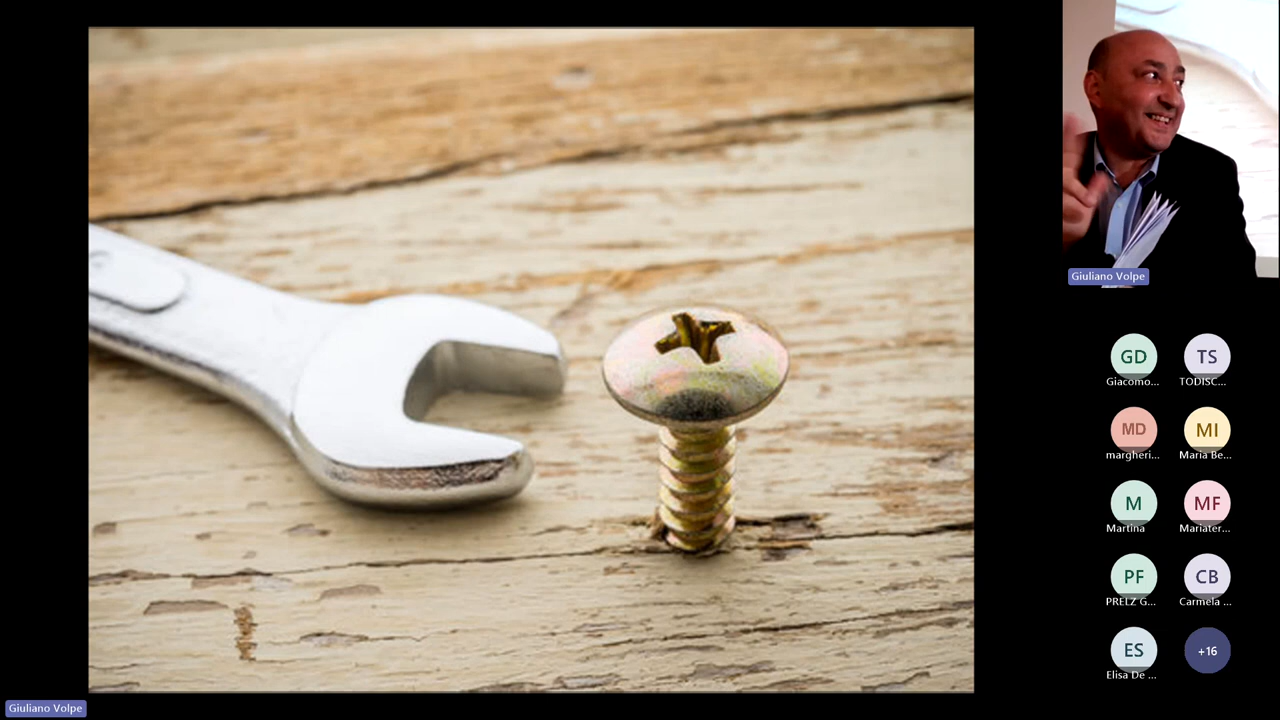 Giuliano Volpe
GD
TS
Giacomo...
TODISC...
MD
MI
margheri...
Maria Be...
M
MF
Martina
Mariater...
PF
CB
PRELZ G...
Carmela ...
ES
+16
Elisa De ...
Giuliano Volpe